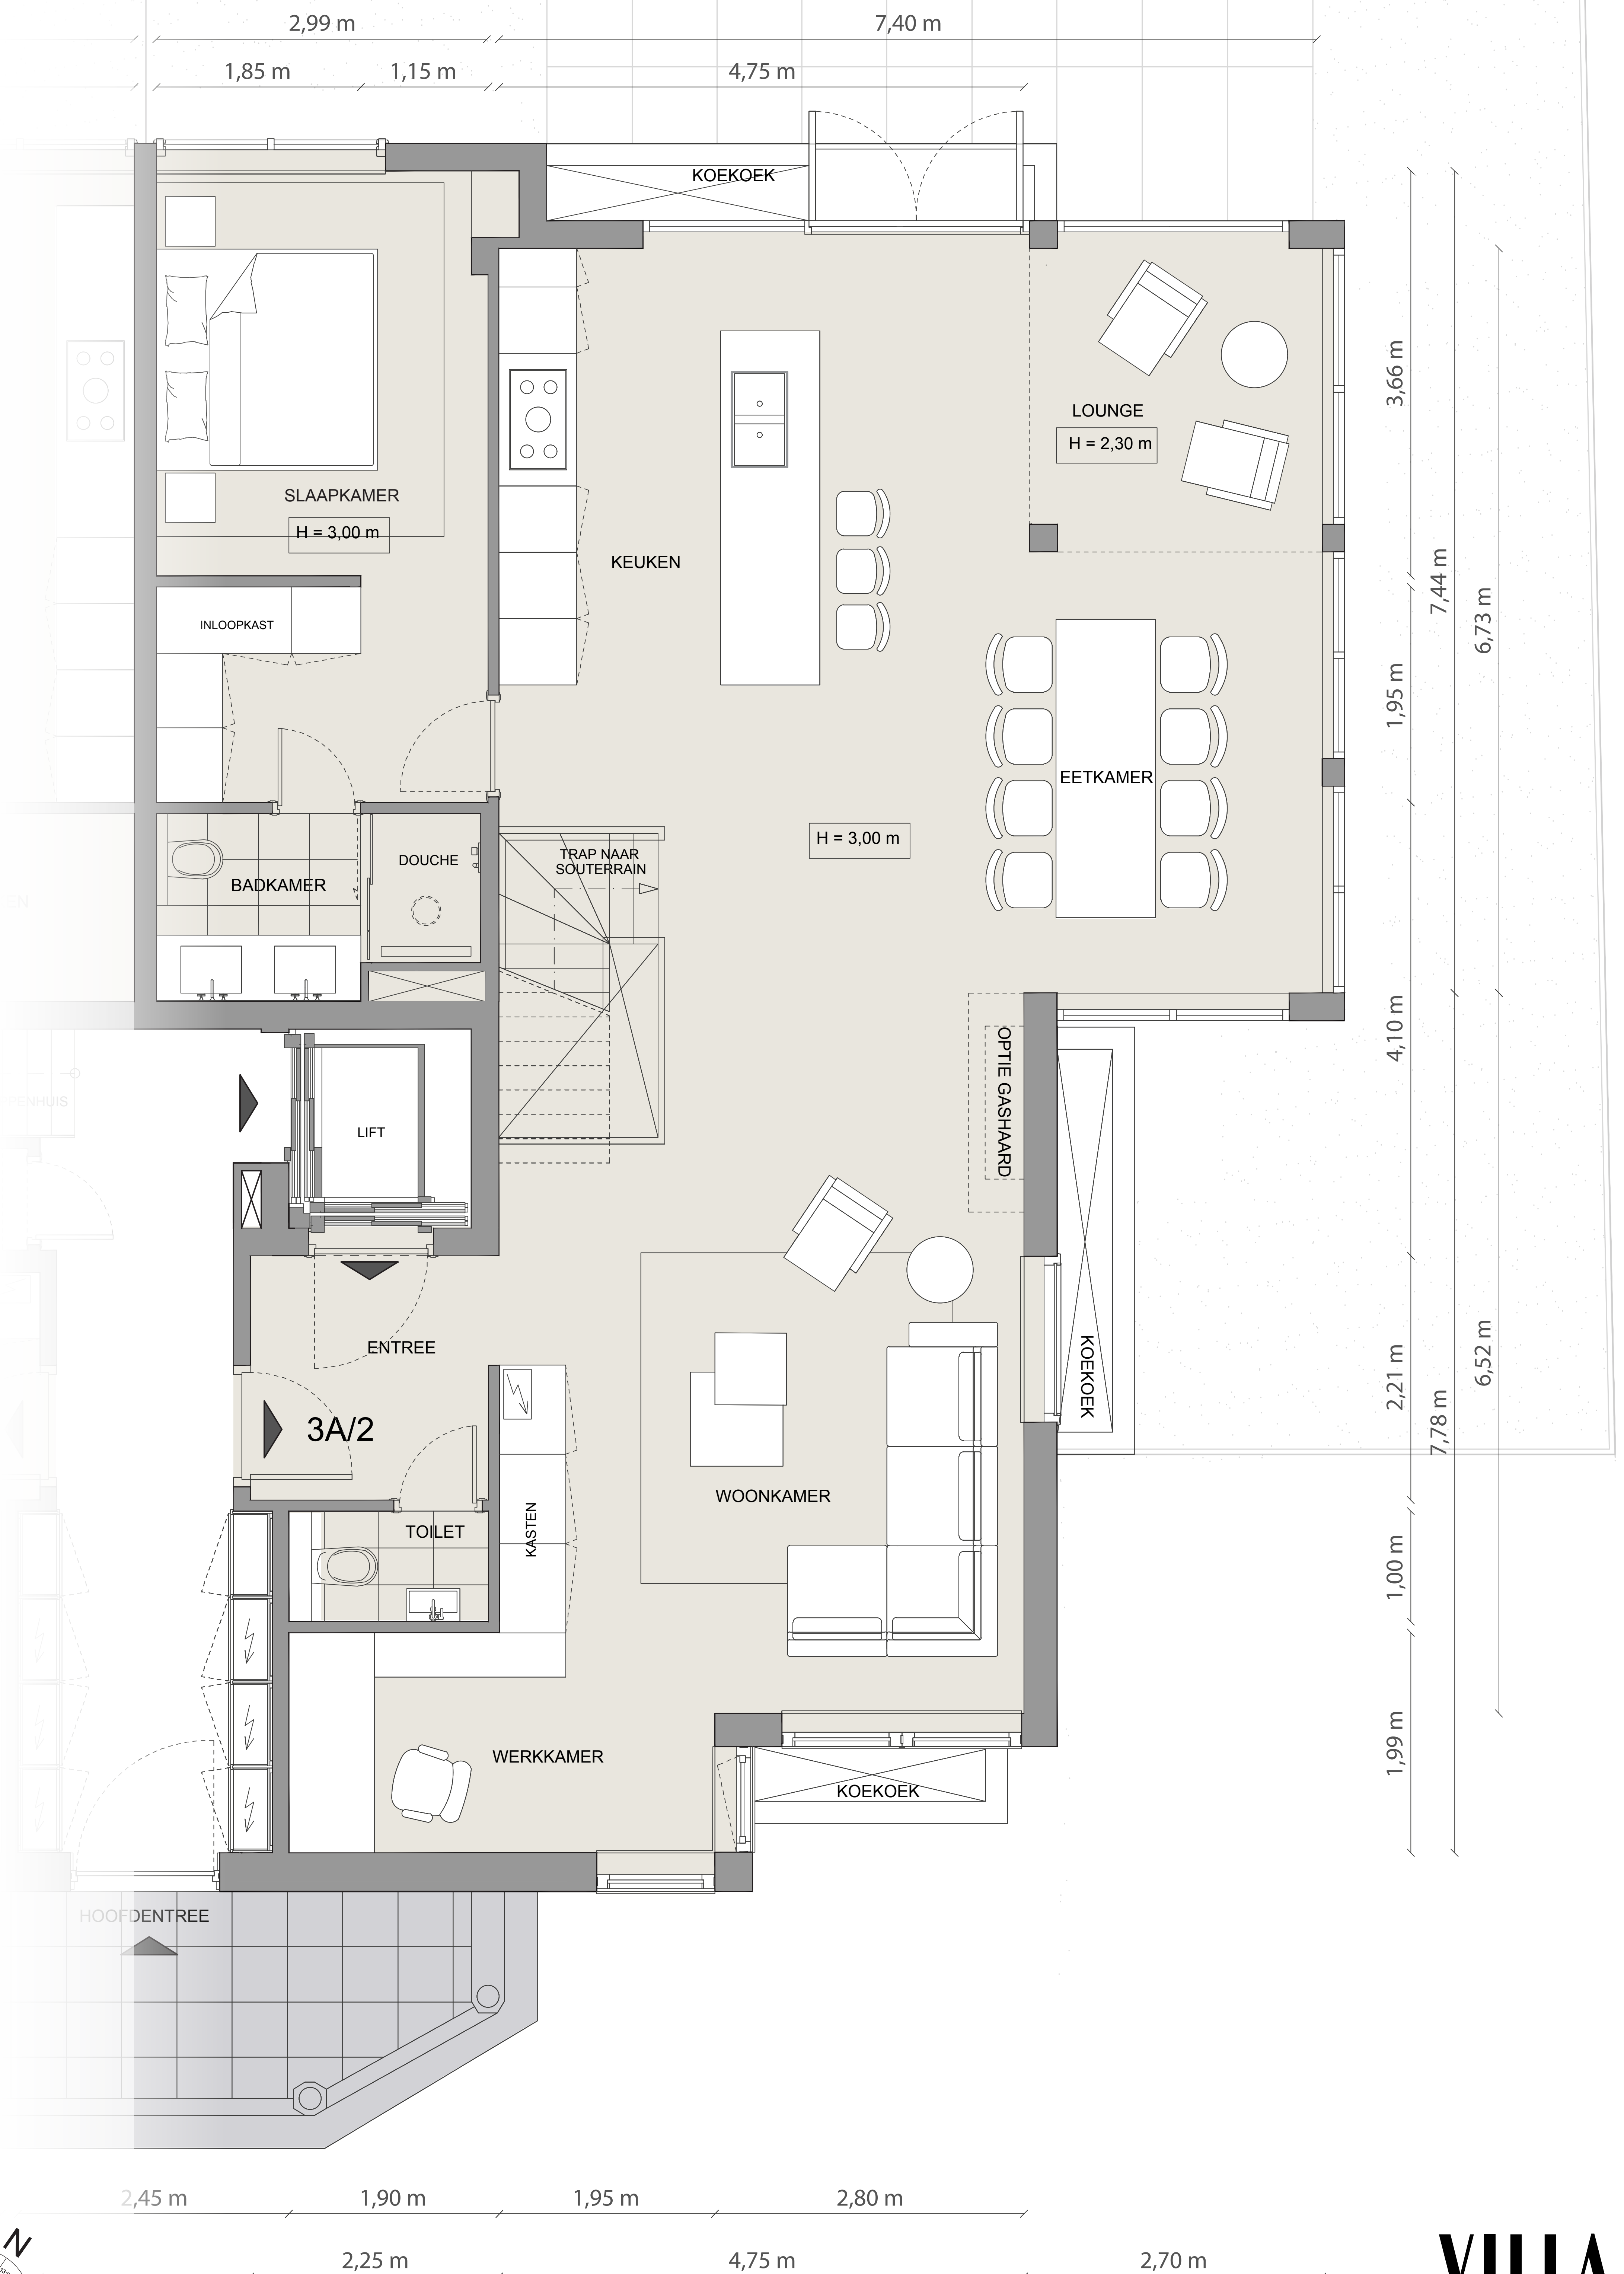 2,99 m
7,40 m
1,85 m
1,15 m
4,75 m
KOEKOEK
3,66 m
LOUNGE
H = 2,30 m
SLAAPKAMER
H = 3,00 m
KEUKEN
7,44 m
6,73 m
INLOOPKAST
1,95 m
EETKAMER
H = 3,00 m
TRAP NAAR
SOUTERRAIN
DOUCHE
BADKAMER
EN
4,10 m
OPTIE GASHAARD
ENHUIS
LIFT
ENTREE
KOEKOEK
6,52 m
2,21 m
7,78 m
3A/2
WOONKAMER
KASTEN
TOILET
1,00 m
1,99 m
WERKKAMER
KOEKOEK
HOOFDENTREE
2,45 m
1,90 m
1,95 m
2,80 m
N
2,25 m
4,75 m
2,70 m
VILLA